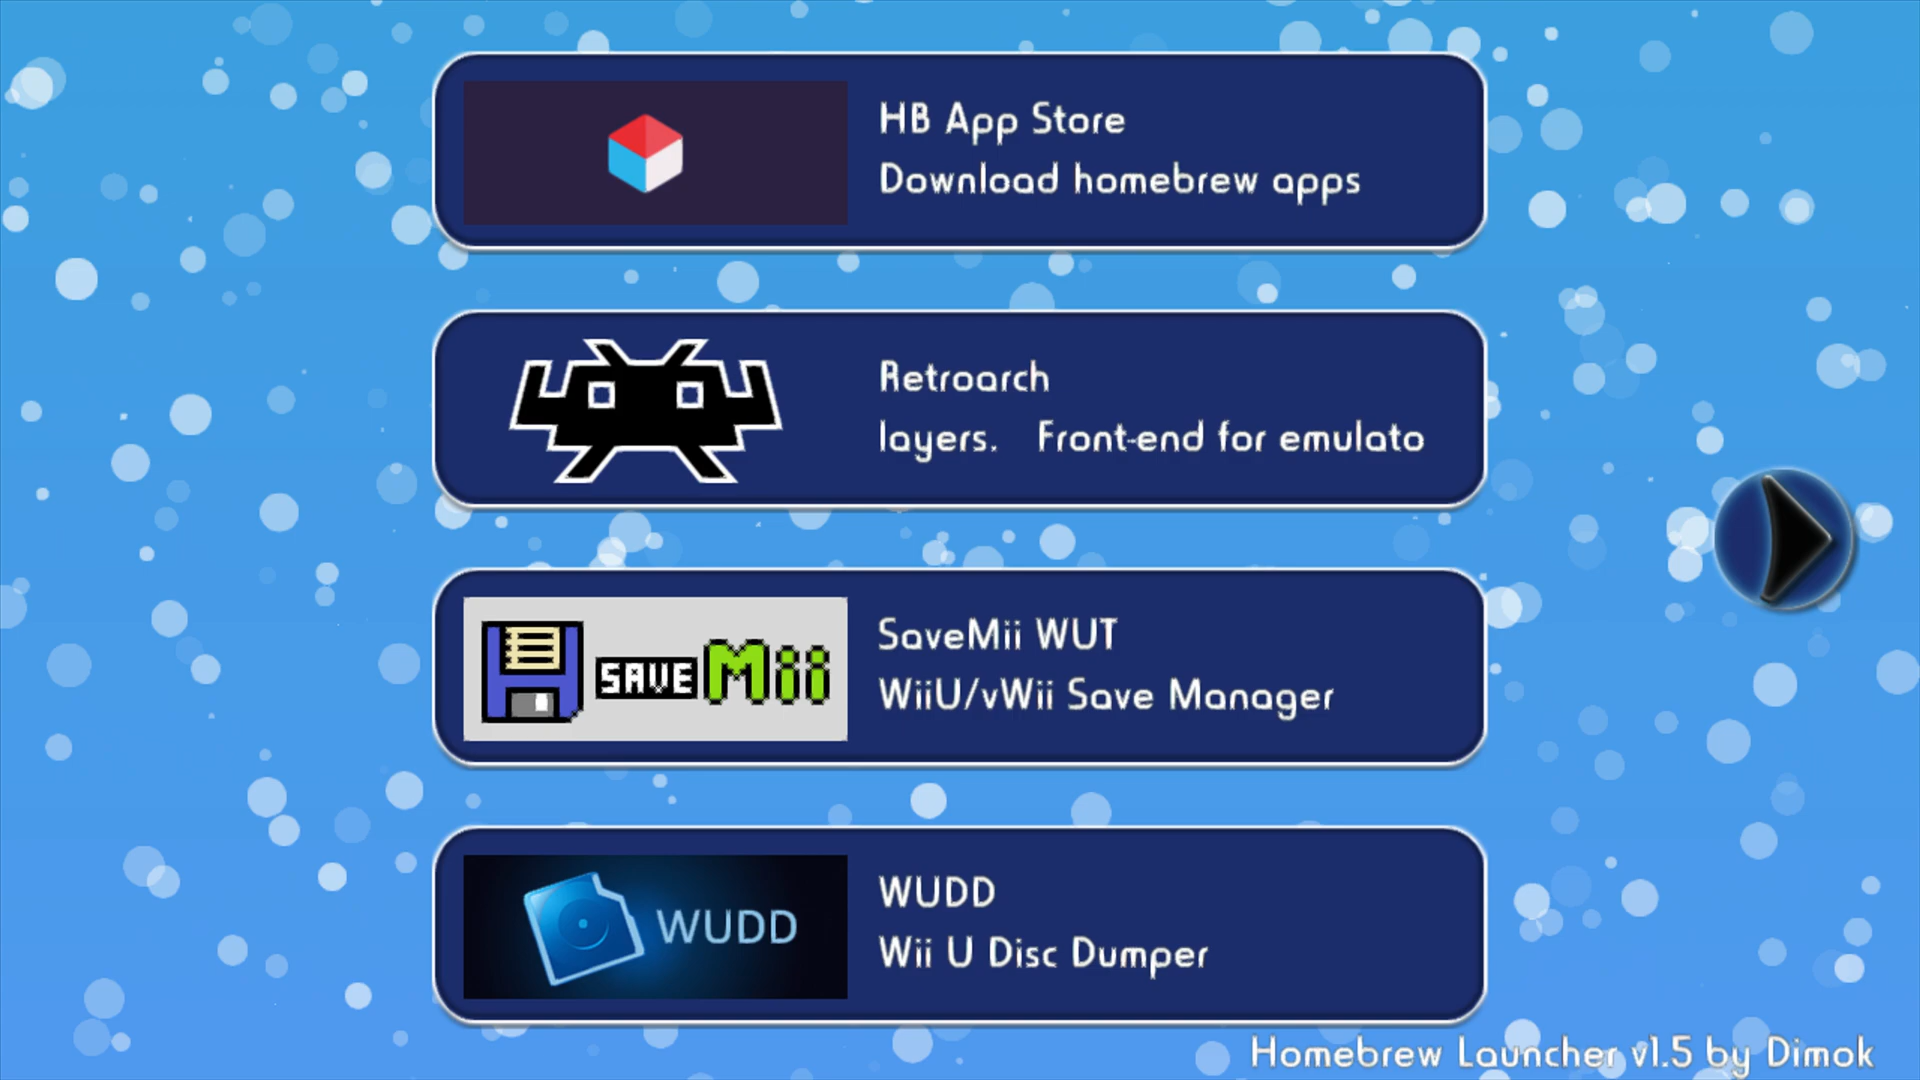 HB App Store
Download homebrew apps
Retroarch
layers.   Front-end for emulato
SAVE Mii
SaveMii WUT
WiiU/vWii Save Manager
WUDD
WUDD
Wii U Disc Dumper
Homebrew Launcher v1.5 by Dimok